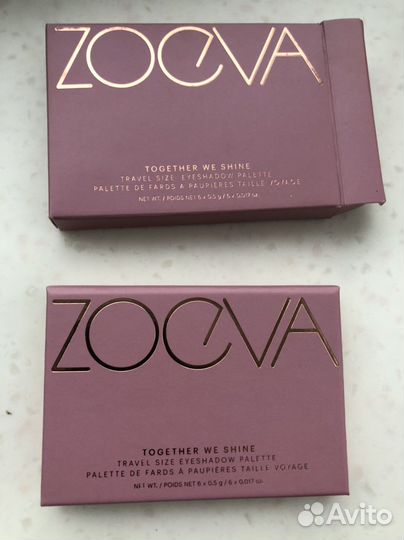 ZOEVA
TOGETHER WE SHINE
TRAVEL SIZE EYESHADOW PALETTE
PALETTE DE FARDS À PAUPIÈRES TAILLE VOYAGE
NET WT. / POIDS NET 6 x 0.5 g / 6 x 0.017 oz.
ZOEVA
TOGETHER WE SHINE
TRAVEL SIZE EYESHADOW PALETTE
PALETTE DE FARDS À PAUPIÈRES TAILLE VOYAGE
NET WT. / POIDS NET 6 x 0.5 g / 6 x 0.017 oz.
Avito